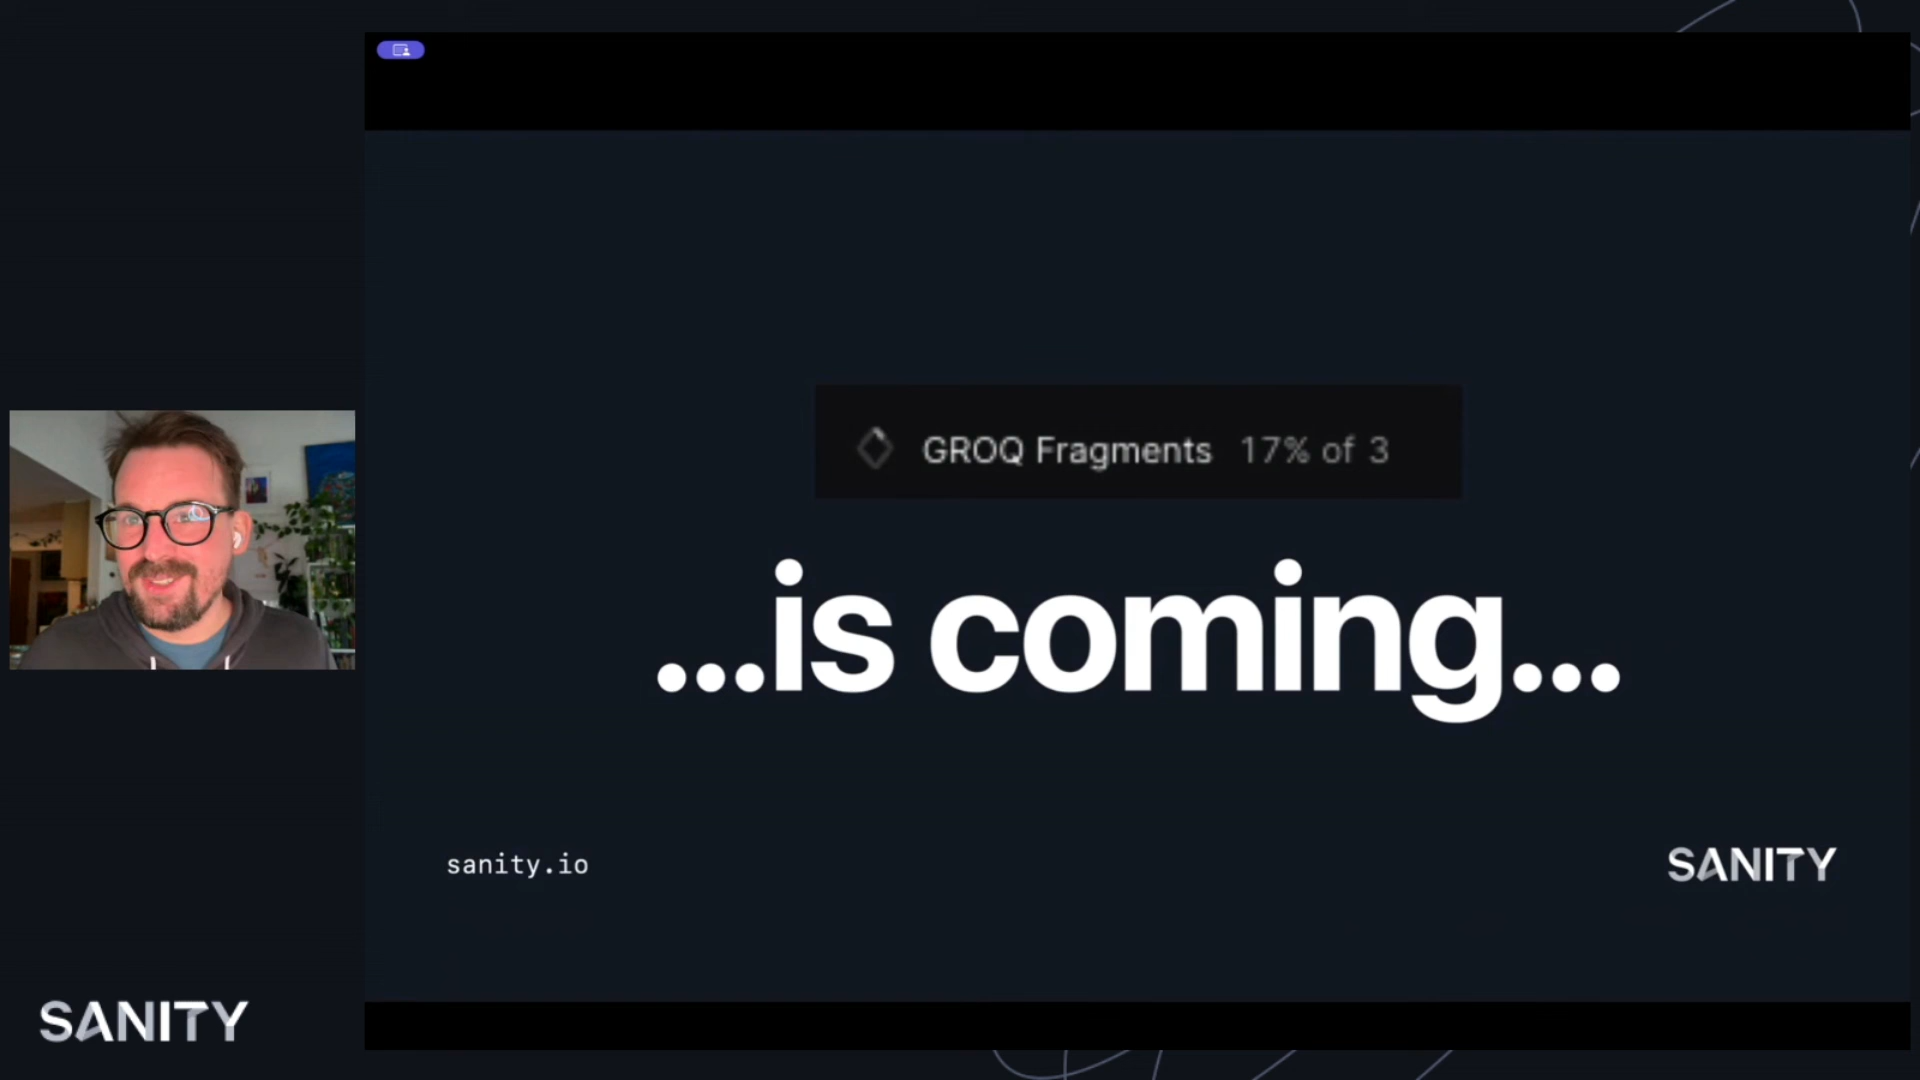 GROQ Fragments 17% of 3
...is coming...
sanity.io
SANITY
SANITY